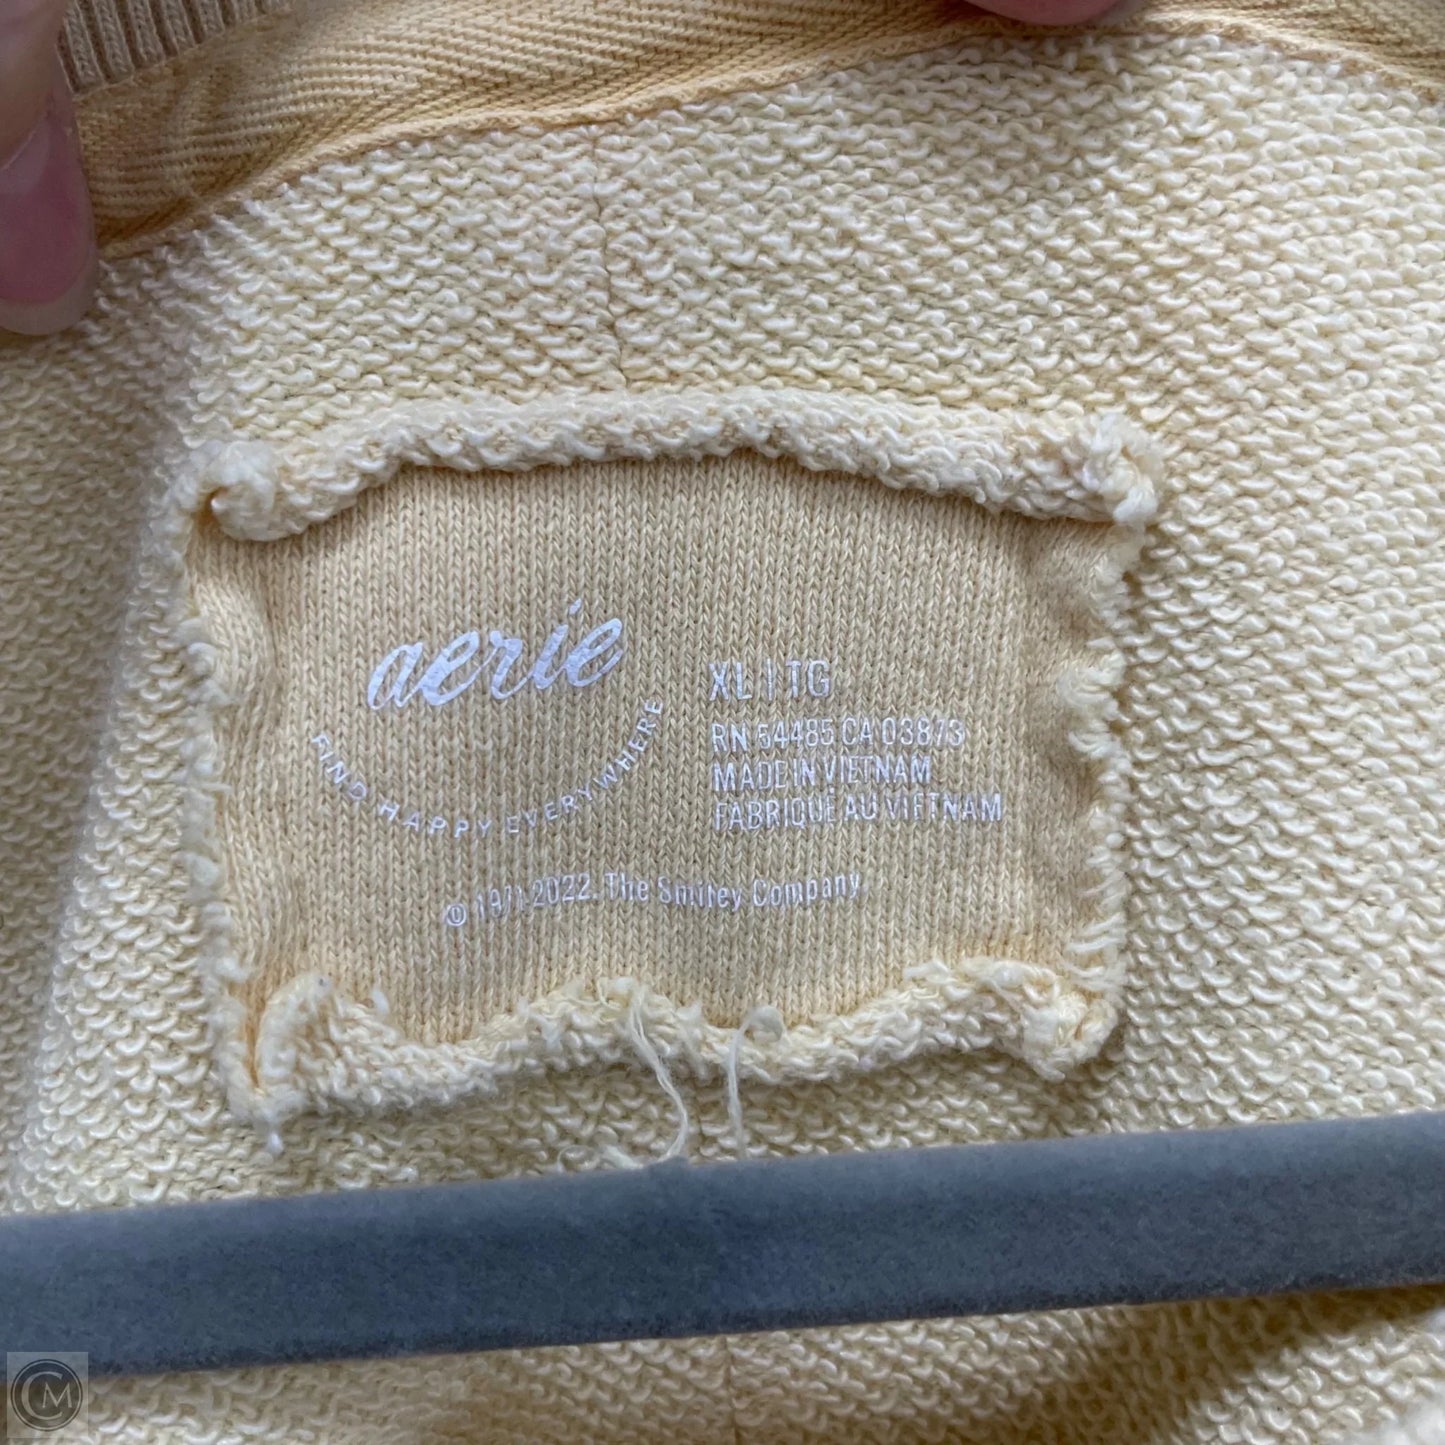 aerie
FIND HAPPY EVERYWHERE
XL | TG
RN 54485 CA 03873
MADE IN VIETNAM
FABRIQUÉ AU VIETNAM
© 1971-2022. The Smiley Company.
CM